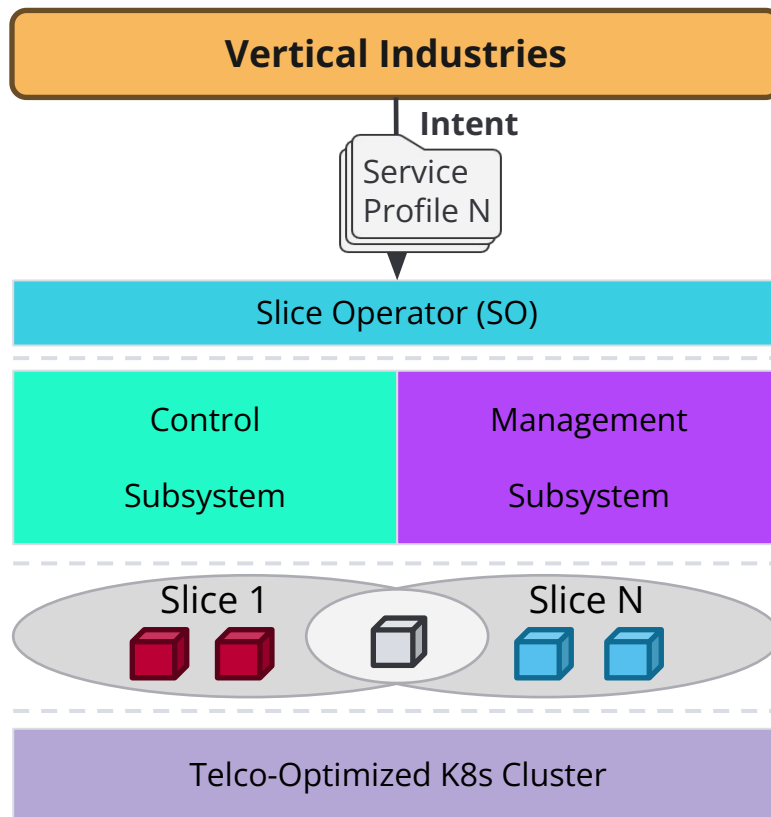 Vertical Industries
Intent
Service
Profile N
Slice Operator (SO)
Control
Subsystem
Management
Subsystem
Slice 1
Slice N
Telco-Optimized K8s Cluster